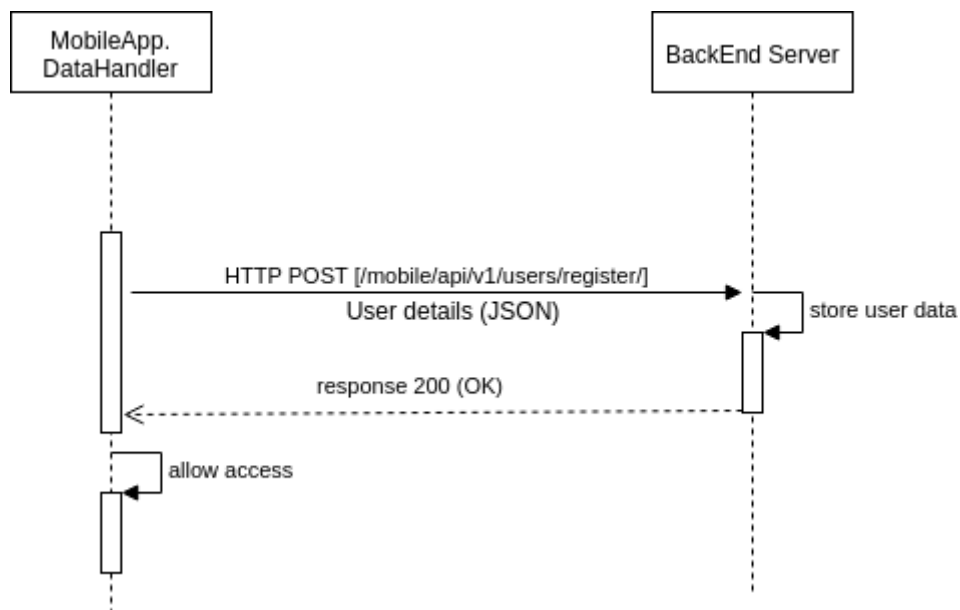 MobileApp.
DataHandler
BackEnd Server
HTTP POST [/mobile/api/v1/users/register/]
User details (JSON)
store user data
response 200 (OK)
allow access